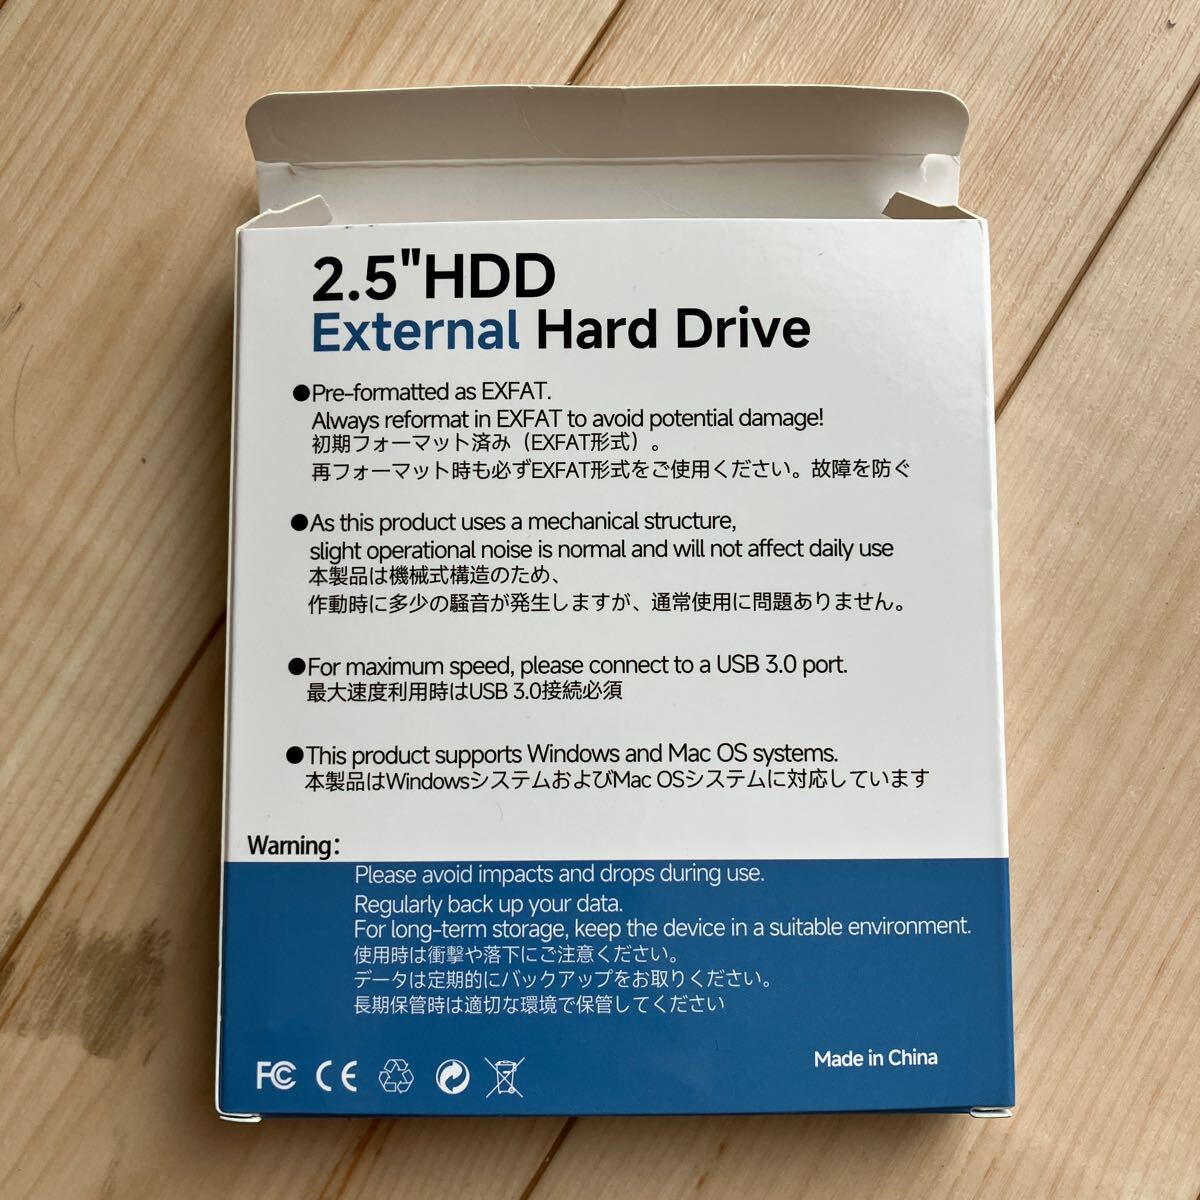 2.5"HDD
External Hard Drive
●Pre-formatted as EXFAT.
Always reformat in EXFAT to avoid potential damage!
初期フォーマット済み（EXFAT形式）。
再フォーマット時も必ずEXFAT形式をご使用ください。故障を防ぐ
●As this product uses a mechanical structure,
slight operational noise is normal and will not affect daily use
本製品は機械式構造のため、
作動時に多少の騒音が発生しますが、通常使用に問題ありません。
●For maximum speed, please connect to a USB 3.0 port.
最大速度利用時はUSB 3.0接続必須
●This product supports Windows and Mac OS systems.
本製品はWindowsシステムおよびMac OSシステムに対応しています
Warning:
Please avoid impacts and drops during use.
Regularly back up your data.
For long-term storage, keep the device in a suitable environment.
使用時は衝撃や落下にご注意ください。
データは定期的にバックアップをお取りください。
長期保管時は適切な環境で保管してください
FC CE
Made in China